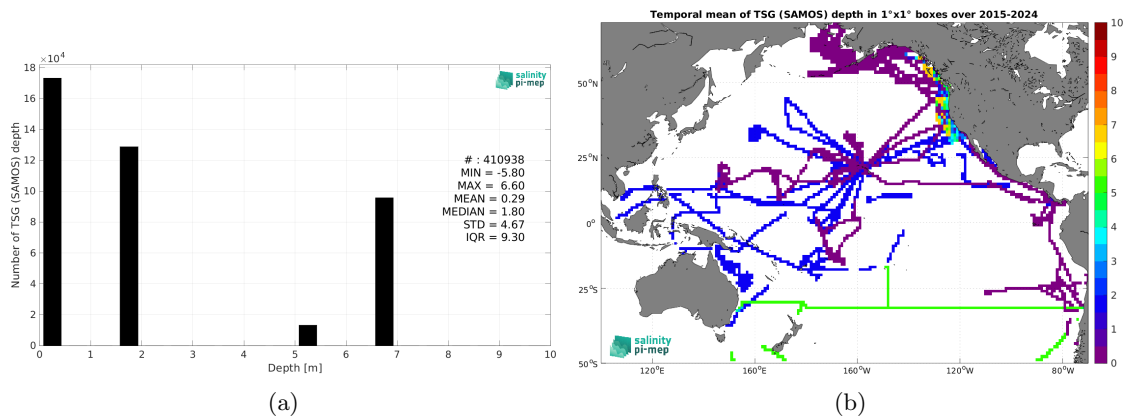 Number of TSG (SAMOS) depth
×10⁴
18
16
14
12
10
8
6
4
2
0
0 1 2 3 4 5 6 7 8 9 10
Depth [m]
salinity
pi-mep
# : 410938
MIN = -5.80
MAX = 6.60
MEAN = 0.29
MEDIAN = 1.80
STD = 4.67
IQR = 9.30
(a)
Temporal mean of TSG (SAMOS) depth in 1°x1° boxes over 2015-2024
50°N
25°N
0°
25°S
50°S
120°E 160°E 160°W 120°W 80°W
salinity
pi-mep
10
9
8
7
6
5
4
3
2
1
0
(b)